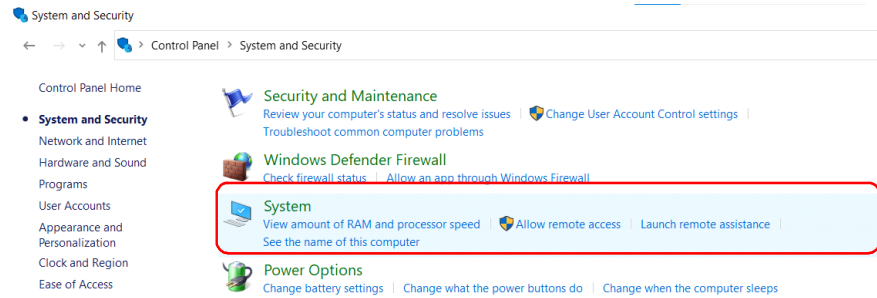 System and Security
Control Panel > System and Security
Control Panel Home
System and Security
Network and Internet
Hardware and Sound
Programs
User Accounts
Appearance and
Personalization
Clock and Region
Ease of Access
Security and Maintenance
Review your computer's status and resolve issues | Change User Account Control settings |
Troubleshoot common computer problems
Windows Defender Firewall
Check firewall status | Allow an app through Windows Firewall
System
View amount of RAM and processor speed | Allow remote access | Launch remote assistance |
See the name of this computer
Power Options
Change battery settings | Change what the power buttons do | Change when the computer sleeps